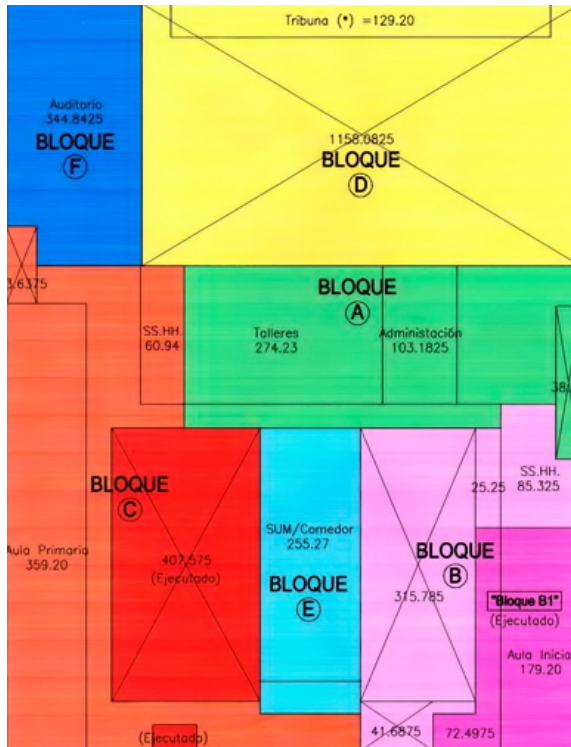 Tribuna (*) =129.20
Auditorio
344.8425
BLOQUE
F
1158.0825
BLOQUE
D
3.6375
BLOQUE
A
SS.HH.
60.94
Talleres
274.23
Administación
103.1825
38.
SS.HH.
85.325
25.25
BLOQUE
C
Aula Primaria
359.20
407.575
(Ejecutado)
SUM/Comedor
255.27
BLOQUE
E
BLOQUE
B
315.785
"Bloque B1"
(Ejecutado)
Aula Inicial
179.20
41.6875
72.4975
(Ejecutado)